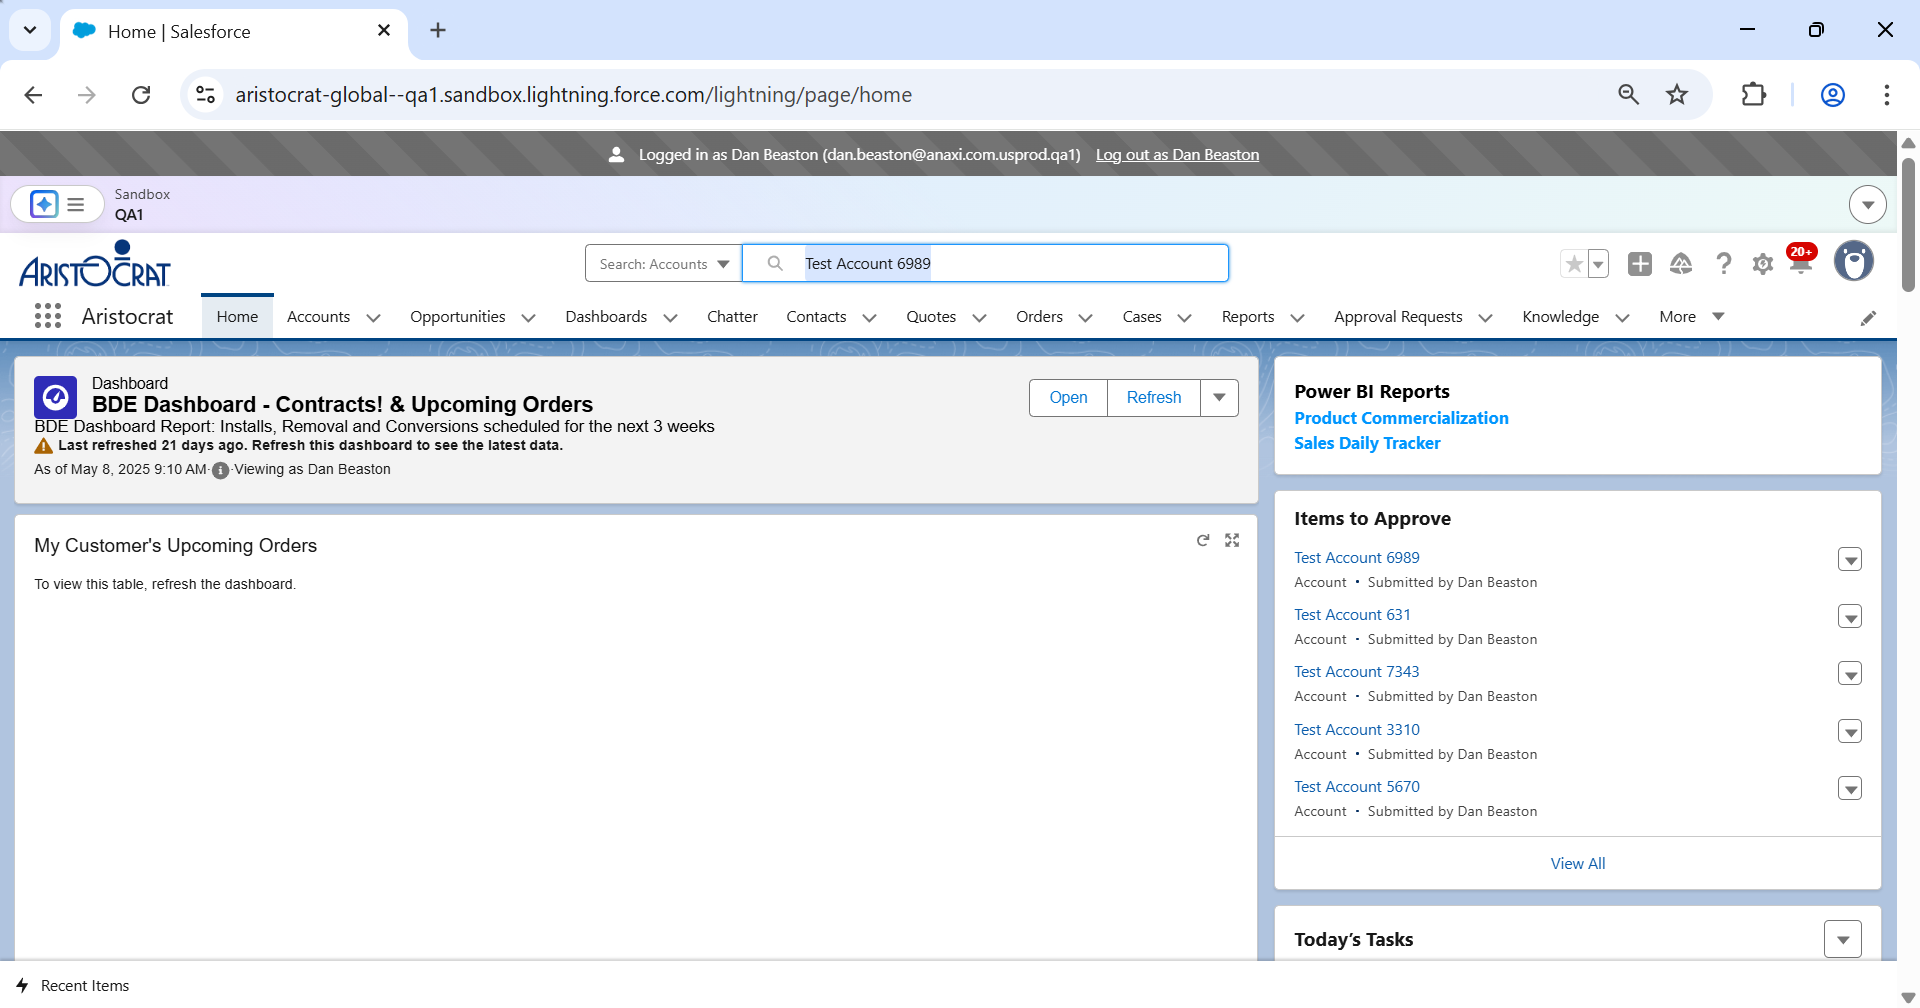 Home | Salesforce
aristocrat-global--qa1.sandbox.lightning.force.com/lightning/page/home
Logged in as Dan Beaston (dan.beaston@anaxi.com.usprod.qa1) Log out as Dan Beaston
Sandbox
QA1
ARISTOCRAT
Search: Accounts
Test Account 6989
20+
Aristocrat
Home
Accounts
Opportunities
Dashboards
Chatter
Contacts
Quotes
Orders
Cases
Reports
Approval Requests
Knowledge
More
Dashboard
BDE Dashboard - Contracts! & Upcoming Orders
BDE Dashboard Report: Installs, Removal and Conversions scheduled for the next 3 weeks
Last refreshed 21 days ago. Refresh this dashboard to see the latest data.
As of May 8, 2025 9:10 AM·Viewing as Dan Beaston
Open
Refresh
My Customer's Upcoming Orders
To view this table, refresh the dashboard.
Power BI Reports
Product Commercialization
Sales Daily Tracker
Items to Approve
Test Account 6989
Account • Submitted by Dan Beaston
Test Account 631
Account • Submitted by Dan Beaston
Test Account 7343
Account • Submitted by Dan Beaston
Test Account 3310
Account • Submitted by Dan Beaston
Test Account 5670
Account • Submitted by Dan Beaston
View All
Today’s Tasks
Recent Items